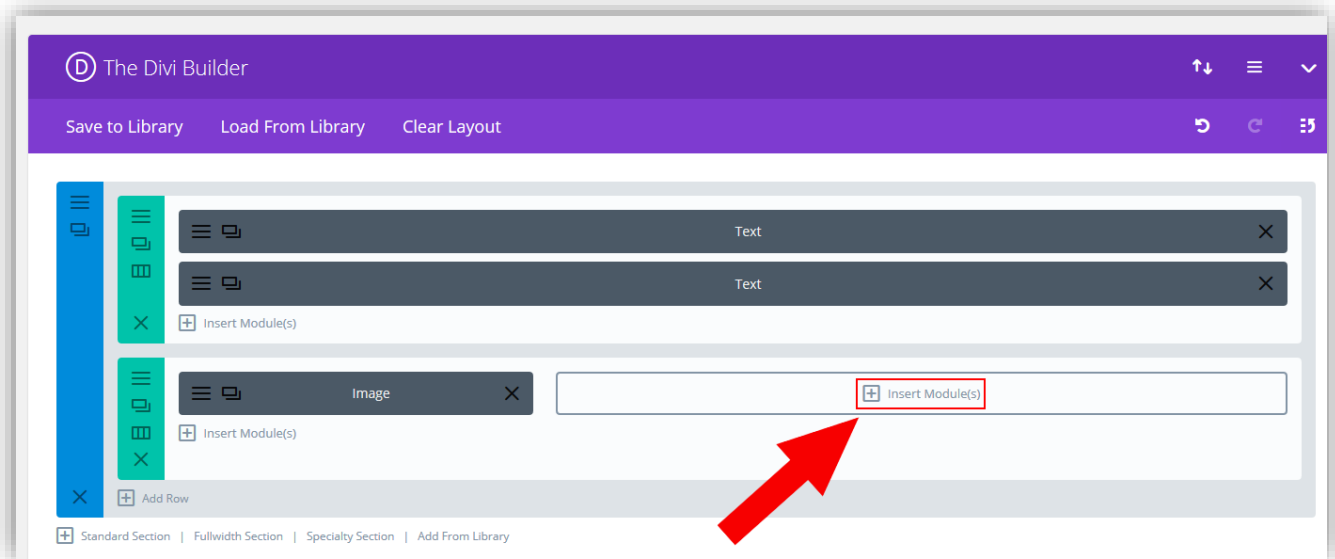 D The Divi Builder
Save to Library Load From Library Clear Layout
Text
Text
Insert Module(s)
Image Insert Module(s)
Insert Module(s)
Add Row
Standard Section | Fullwidth Section | Specialty Section | Add From Library